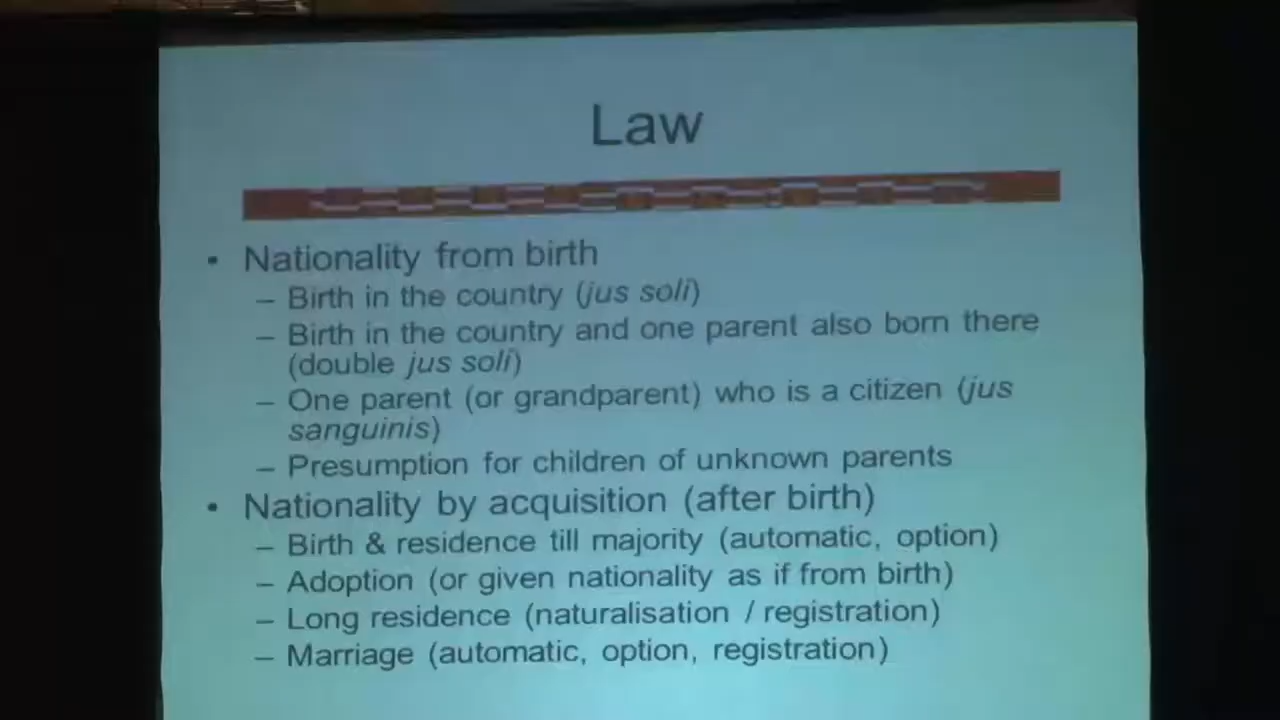 Law
• Nationality from birth
– Birth in the country (jus soli)
– Birth in the country and one parent also born there
(double jus soli)
– One parent (or grandparent) who is a citizen (jus
sanguinis)
– Presumption for children of unknown parents
• Nationality by acquisition (after birth)
– Birth & residence till majority (automatic, option)
– Adoption (or given nationality as if from birth)
– Long residence (naturalisation / registration)
– Marriage (automatic, option, registration)